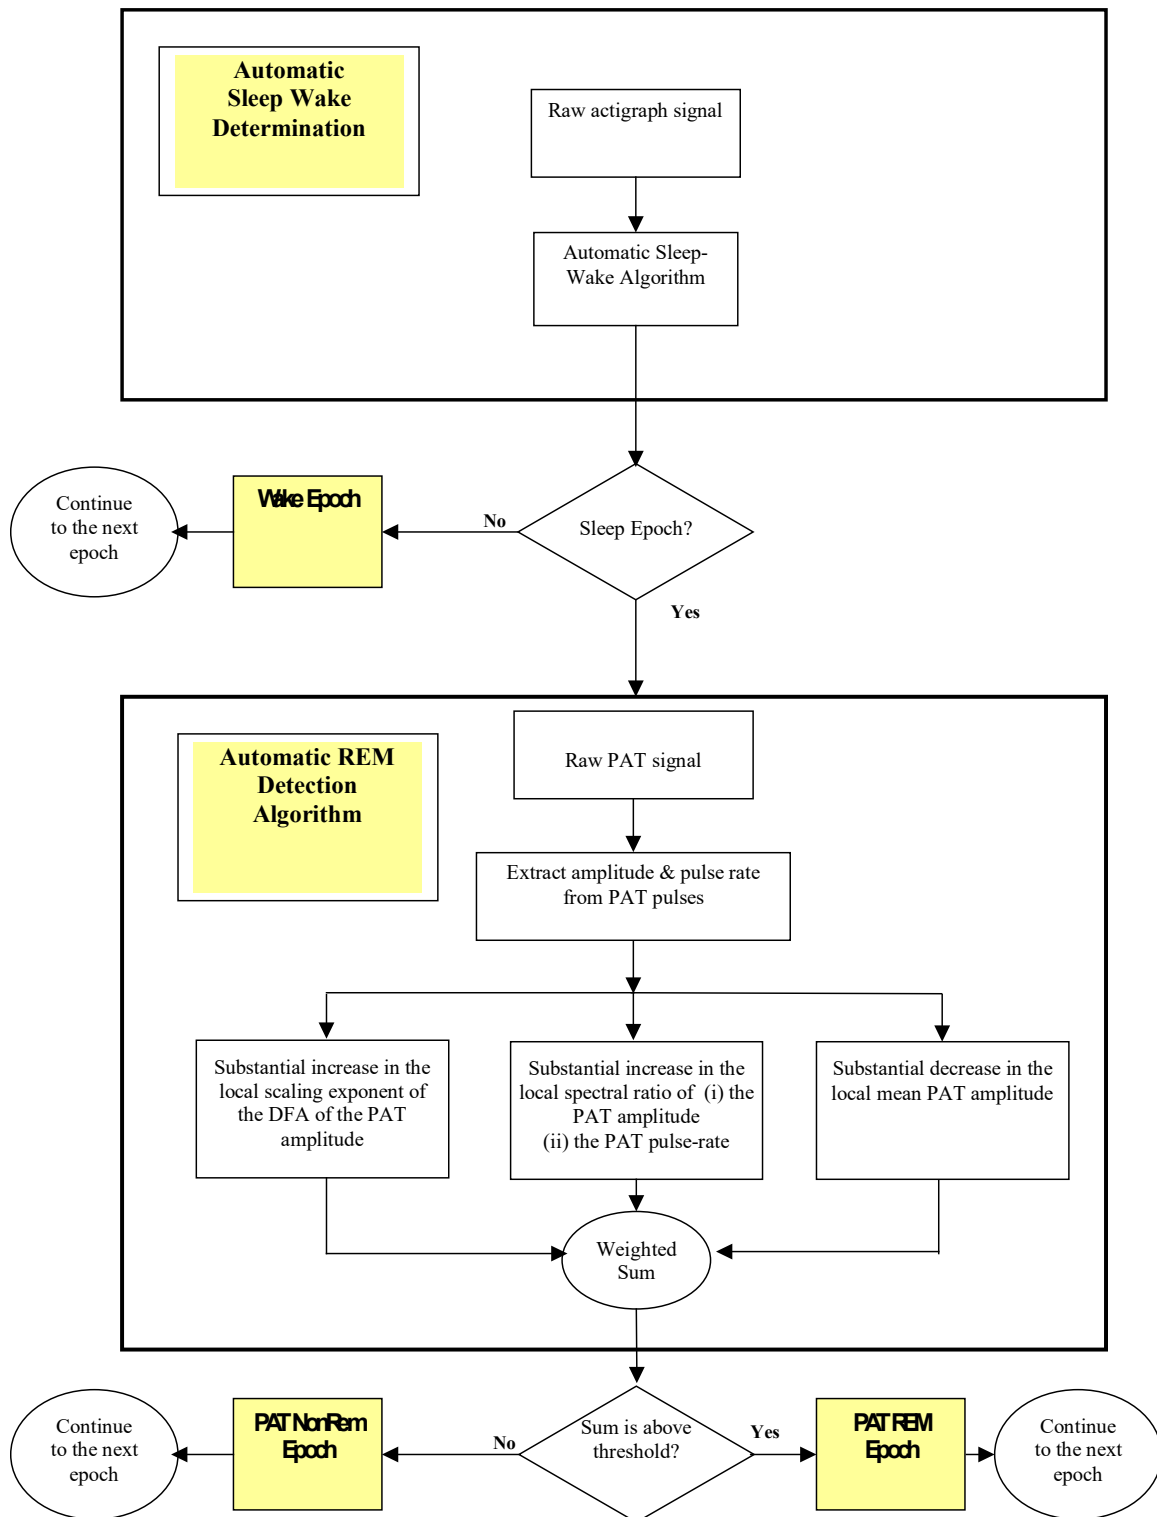 Automatic
Sleep Wake
Determination
Raw actigraph signal
Automatic Sleep-
Wake Algorithm
Continue
to the next
epoch
Wake Epoch
No
Sleep Epoch?
Yes
Automatic REM
Detection
Algorithm
Raw PAT signal
Extract amplitude & pulse rate
from PAT pulses
Substantial increase in the
local scaling exponent of
the DFA of the PAT
amplitude
Substantial increase in the
local spectral ratio of (i) the
PAT amplitude
(ii) the PAT pulse-rate
Substantial decrease in the
local mean PAT amplitude
Weighted
Sum
Continue
to the next
epoch
PAT NonRem
Epoch
No
Sum is above
threshold?
Yes
PAT REM
Epoch
Continue
to the next
epoch